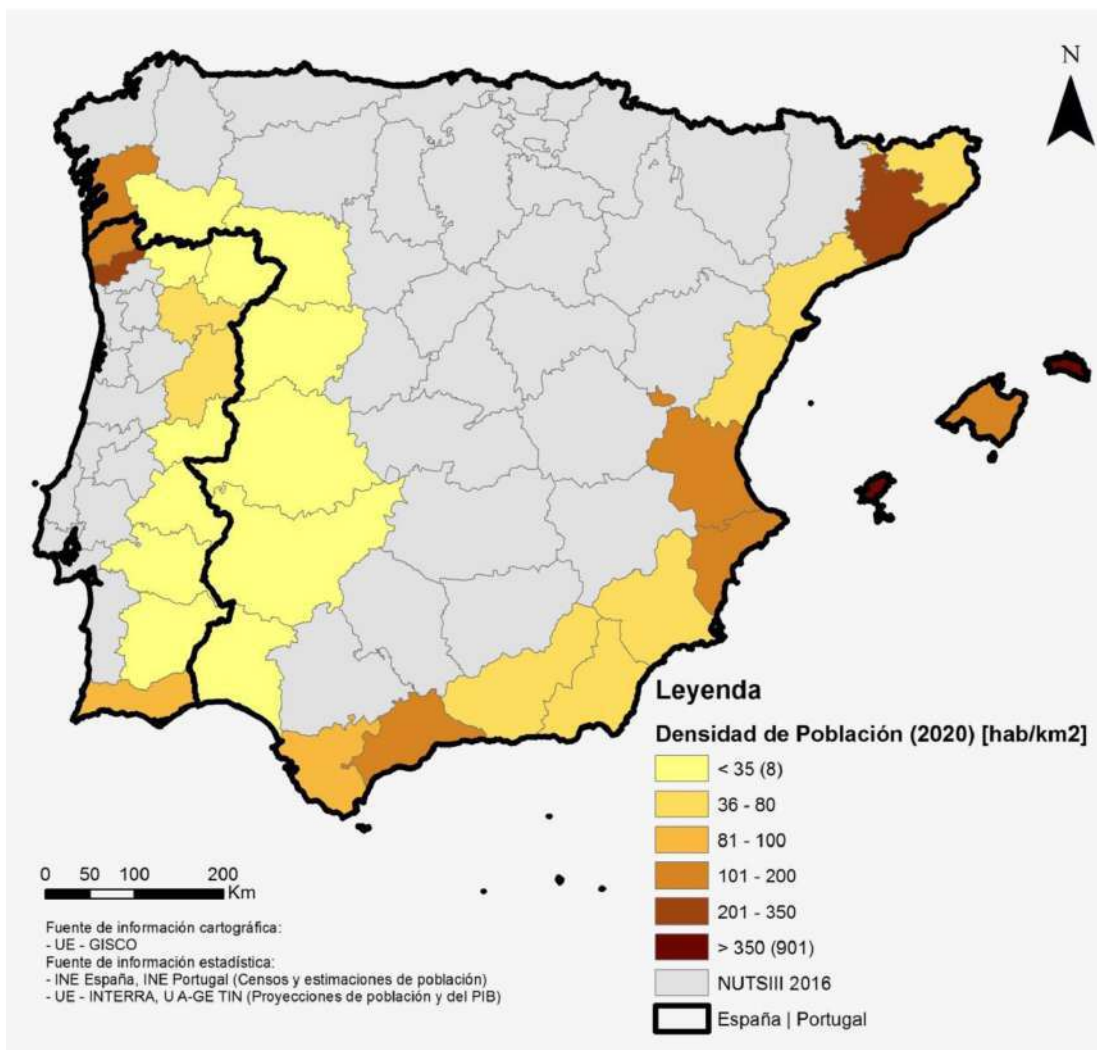 N
Leyenda
Densidad de Población (2020) [hab/km2]
< 35 (8)
36 - 80
81 - 100
101 - 200
201 - 350
> 350 (901)
NUTSIII 2016
España | Portugal
0 50 100 200
Km
Fuente de información cartográfica:
- UE - GISCO
Fuente de información estadística:
- INE España, INE Portugal (Censos y estimaciones de población)
- UE - INTERRA, U A-GE TIN (Proyecciones de población y del PIB)